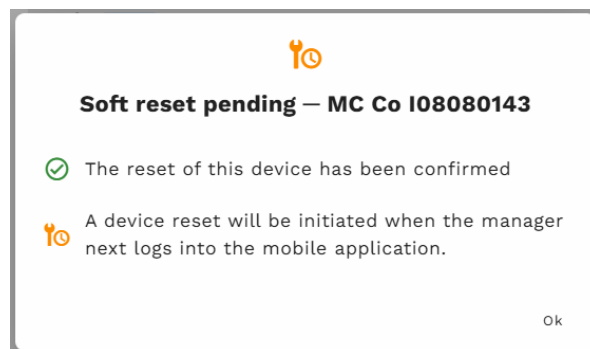 Soft reset pending — MC Co I08080143
The reset of this device has been confirmed
A device reset will be initiated when the manager
next logs into the mobile application.
Ok